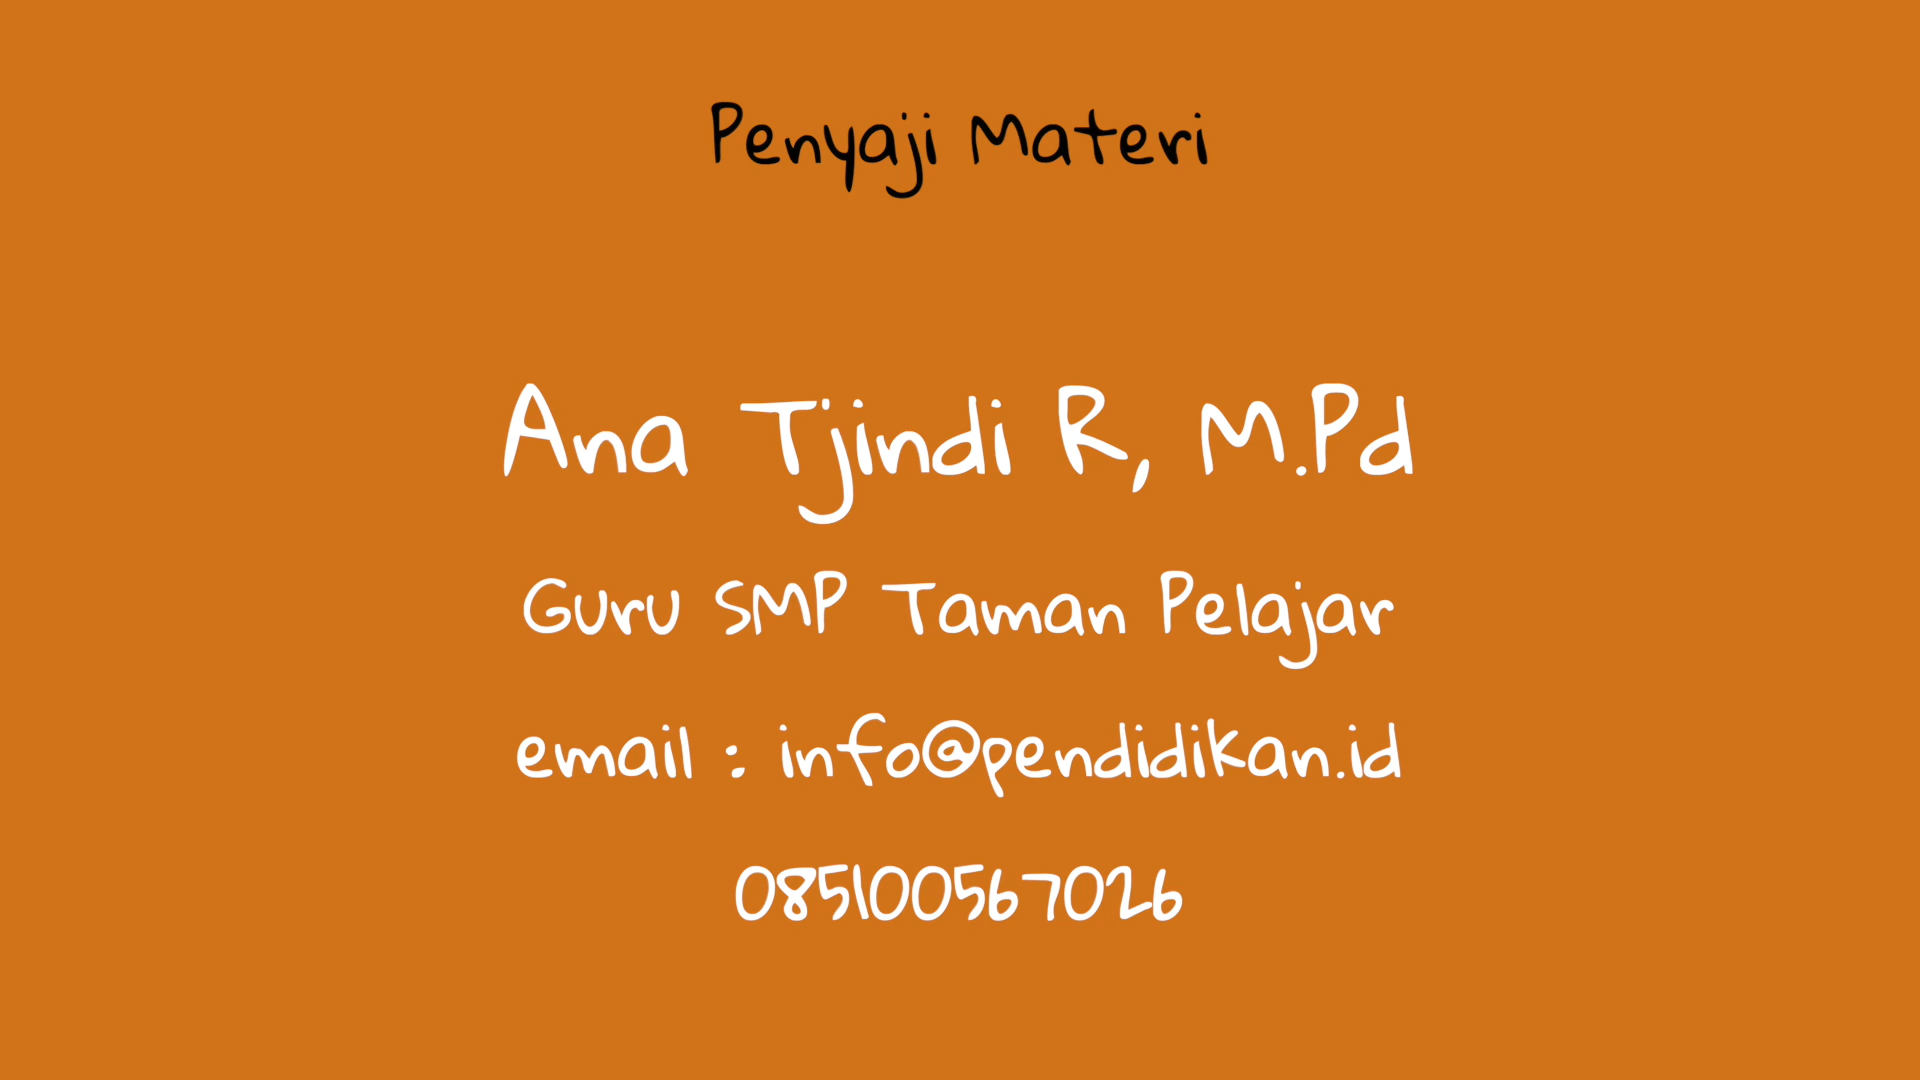 Penyaji Materi
Ana Tjindi R, M.Pd
Guru SMP Taman Pelajar
email : info@pendidikan.id
085100567026